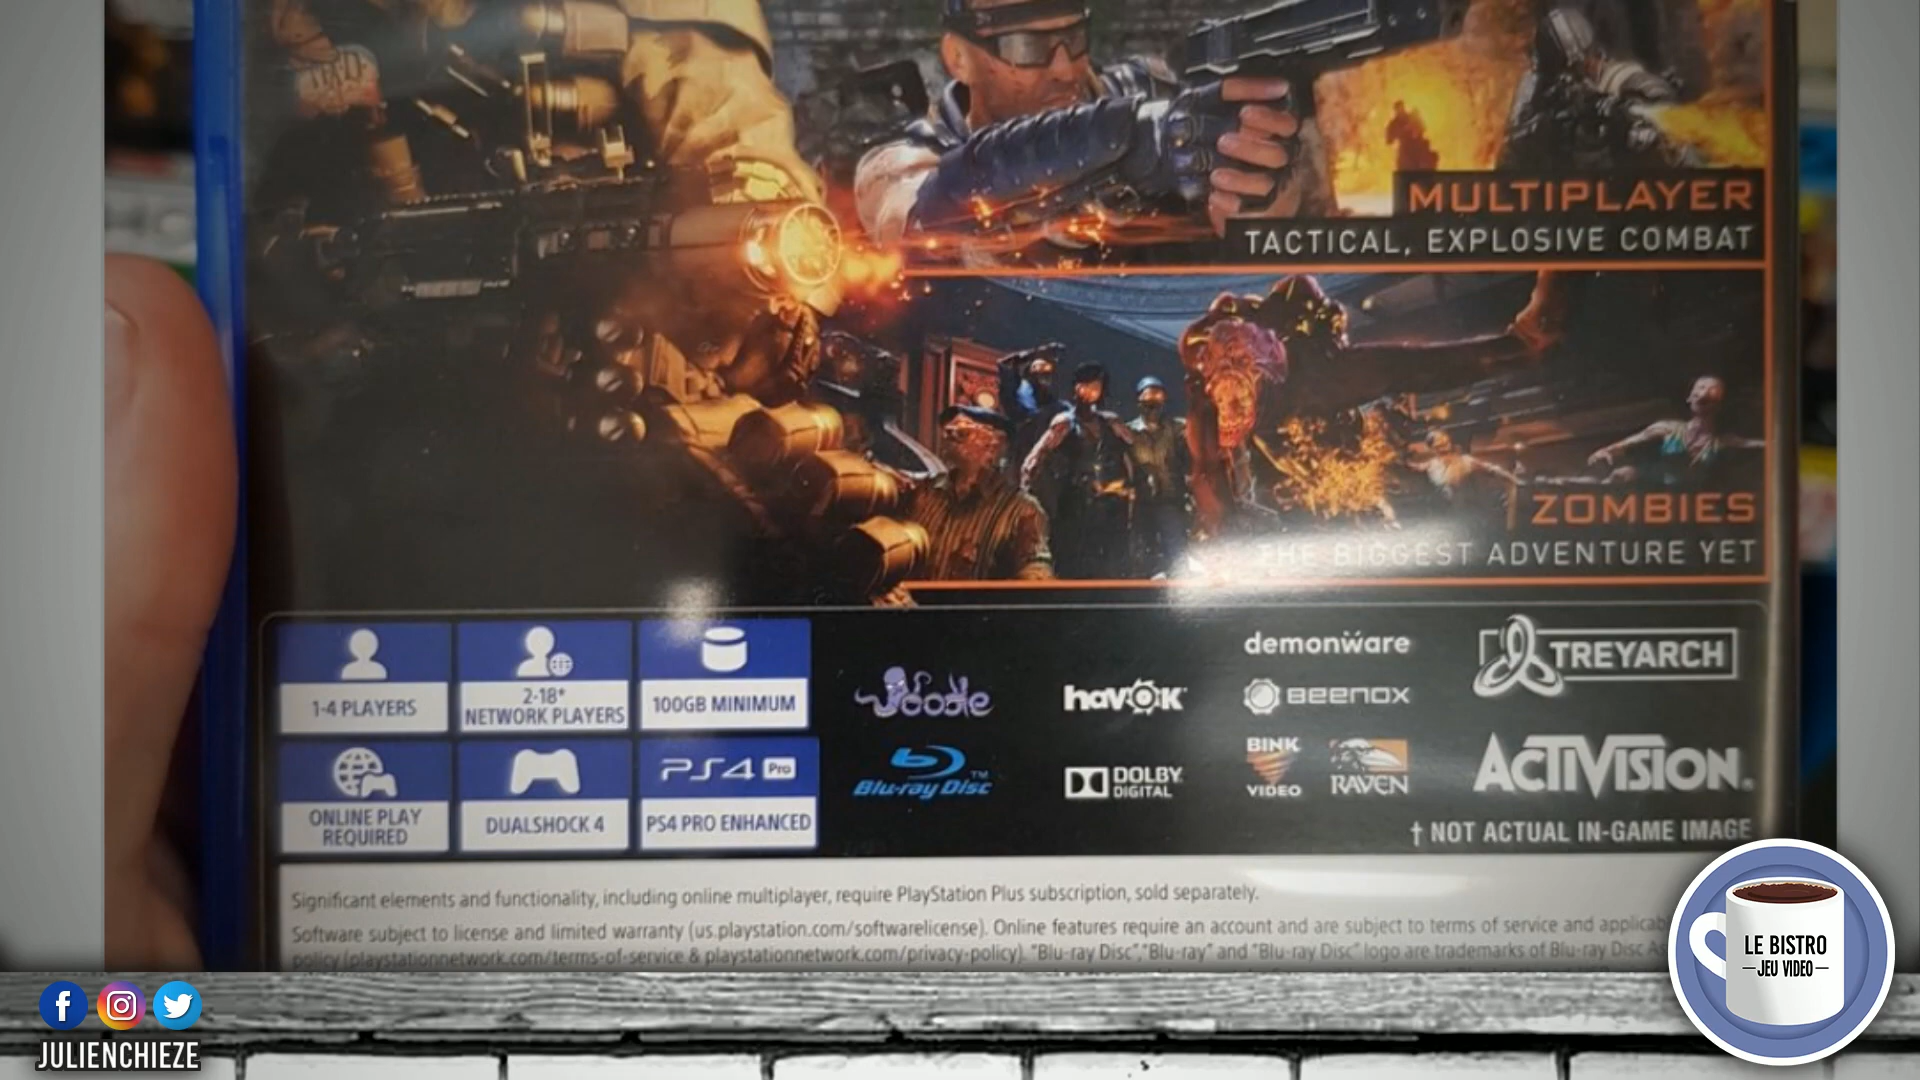 MULTIPLAYER
TACTICAL, EXPLOSIVE COMBAT
ZOMBIES
THE BIGGEST ADVENTURE YET
1-4 PLAYERS
2-18*
NETWORK PLAYERS
100GB MINIMUM
ONLINE PLAY
REQUIRED
DUALSHOCK 4
PS4 Pro
PS4 PRO ENHANCED
oodle
Blu-ray Disc™
havok
DOLBY
DIGITAL
demonware
BEENOX
BINK
VIDEO
RAVEN
TREYARCH
ACTIVISION®
† NOT ACTUAL IN-GAME IMAGE
Significant elements and functionality, including online multiplayer, require PlayStation Plus subscription, sold separately.
Software subject to license and limited warranty (us.playstation.com/softwarelicense). Online features require an account and are subject to terms of service and
policy (playstationnetwork.com/terms-of-service & playstationnetwork.com/privacy-policy). "Blu-ray Disc", "Blu-ray" and "Blu-ray Disc" logo are trademarks of Blu-ray Disc
LE BISTRO
JEU VIDEO
JULIENCHIEZE